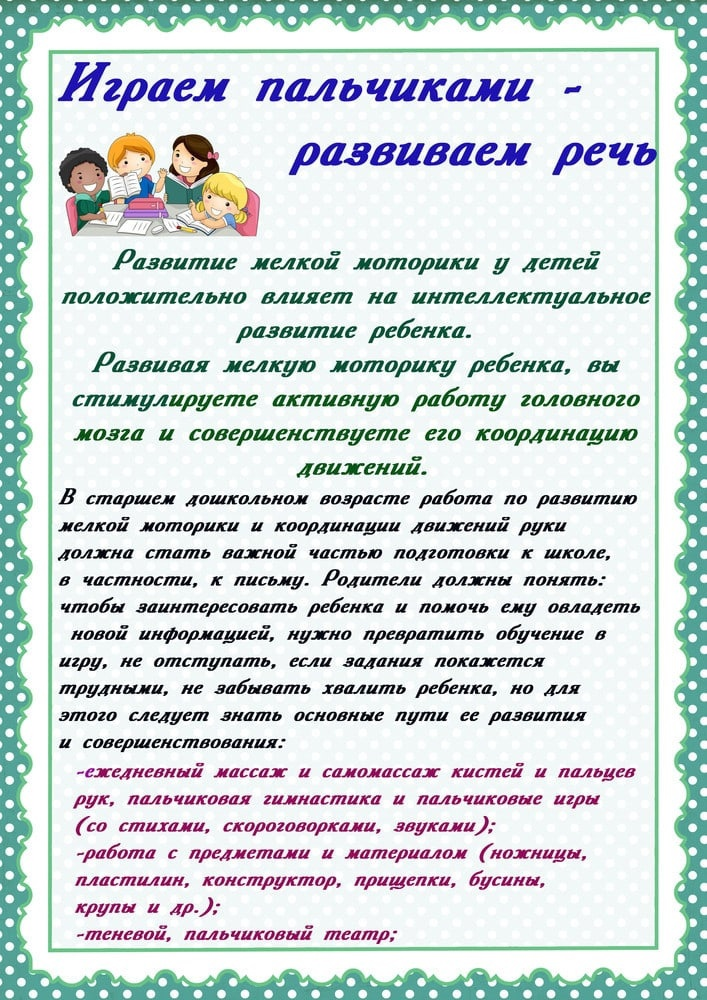 Играем пальчиками -
развиваем речь
Развитие мелкой моторики у детей
положительно влияет на интеллектуальное
развитие ребенка.
Развивая мелкую моторику ребенка, вы
стимулируете активную работу головного
мозга и совершенствуете его координацию
движений.
В старшем дошкольном возрасте работа по развитию
мелкой моторики и координации движений руки
должна стать важной частью подготовки к школе,
в частности, к письму. Родители должны понять:
чтобы заинтересовать ребенка и помочь ему овладеть
новой информацией, нужно превратить обучение в
игру, не отступать, если задания покажется
трудными, не забывать хвалить ребенка, но для
этого следует знать основные пути ее развития
и совершенствования:
-ежедневный массаж и самомассаж кистей и пальцев
рук, пальчиковая гимнастика и пальчиковые игры
(со стихами, скороговорками, звуками);
-работа с предметами и материалом (ножницы,
пластилин, конструктор, прищепки, бусины,
крупы и др.);
-теневой, пальчиковый театр;